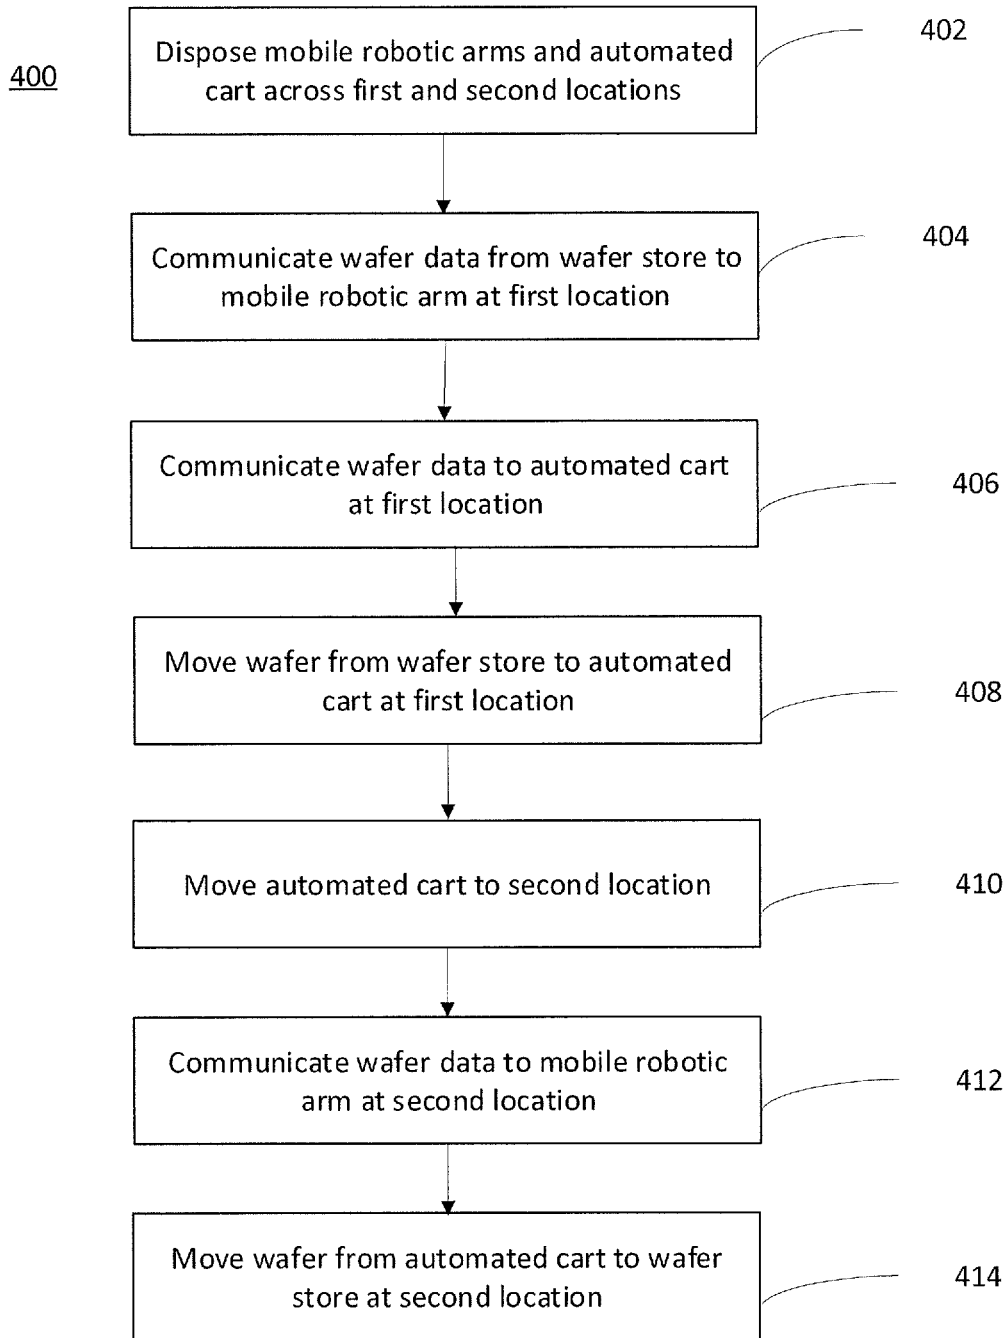 400
Dispose mobile robotic arms and automated
cart across first and second locations
402
Communicate wafer data from wafer store to
mobile robotic arm at first location
404
Communicate wafer data to automated cart
at first location
406
Move wafer from wafer store to automated
cart at first location
408
Move automated cart to second location
410
Communicate wafer data to mobile robotic
arm at second location
412
Move wafer from automated cart to wafer
store at second location
414